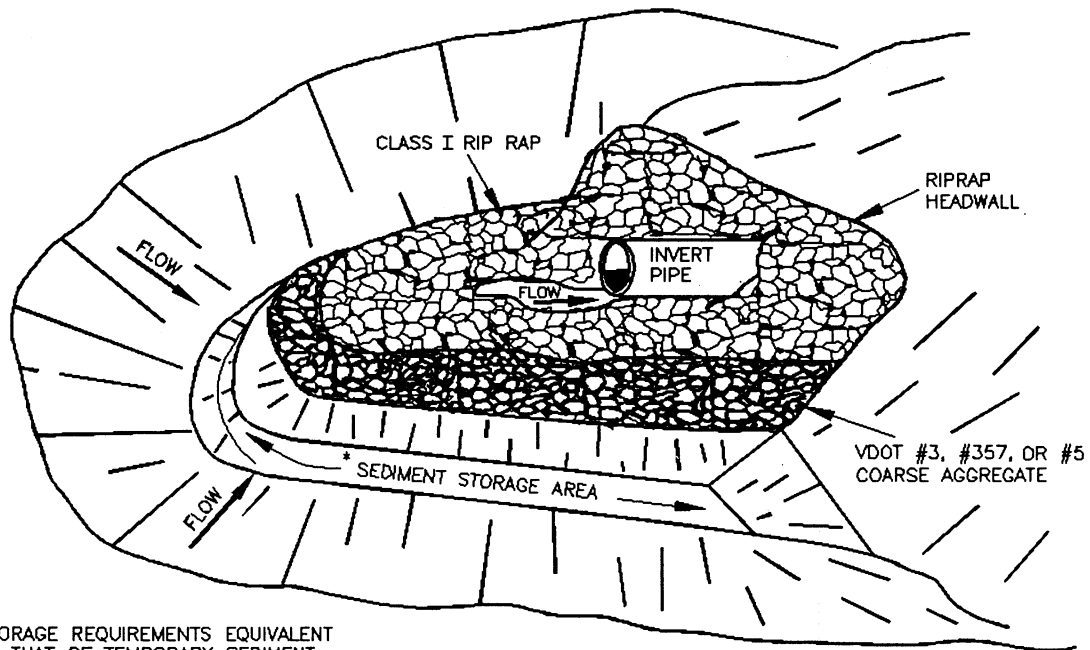 CLASS I RIP RAP
RIPRAP
HEADWALL
FLOW
INVERT
PIPE
FLOW
VDOT #3, #357, OR #5
COARSE AGGREGATE
* SEDIMENT STORAGE AREA
FLOW
ORAGE REQUIREMENTS EQUIVALENT
THAT OF TEMPORARY SEDIMENT